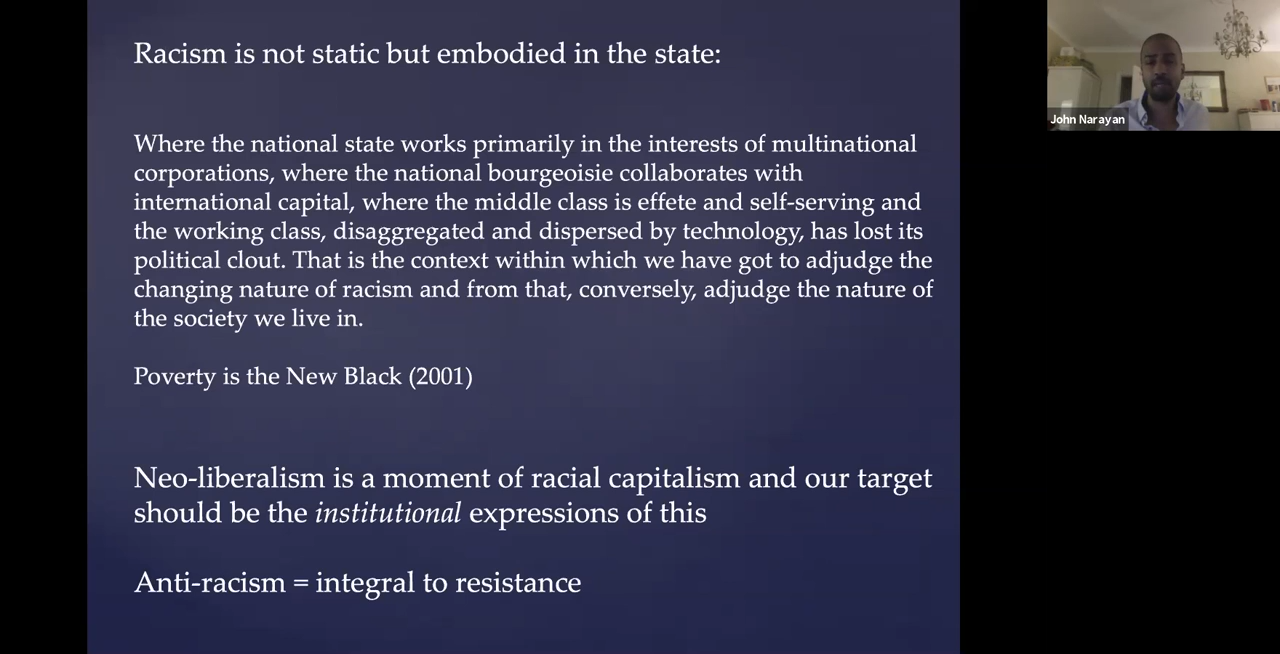 Racism is not static but embodied in the state:
Where the national state works primarily in the interests of multinational
corporations, where the national bourgeoisie collaborates with
international capital, where the middle class is effete and self-serving and
the working class, disaggregated and dispersed by technology, has lost its
political clout. That is the context within which we have got to adjudge the
changing nature of racism and from that, conversely, adjudge the nature of
the society we live in.
Poverty is the New Black (2001)
Neo-liberalism is a moment of racial capitalism and our target
should be the institutional expressions of this
Anti-racism = integral to resistance
John Narayan